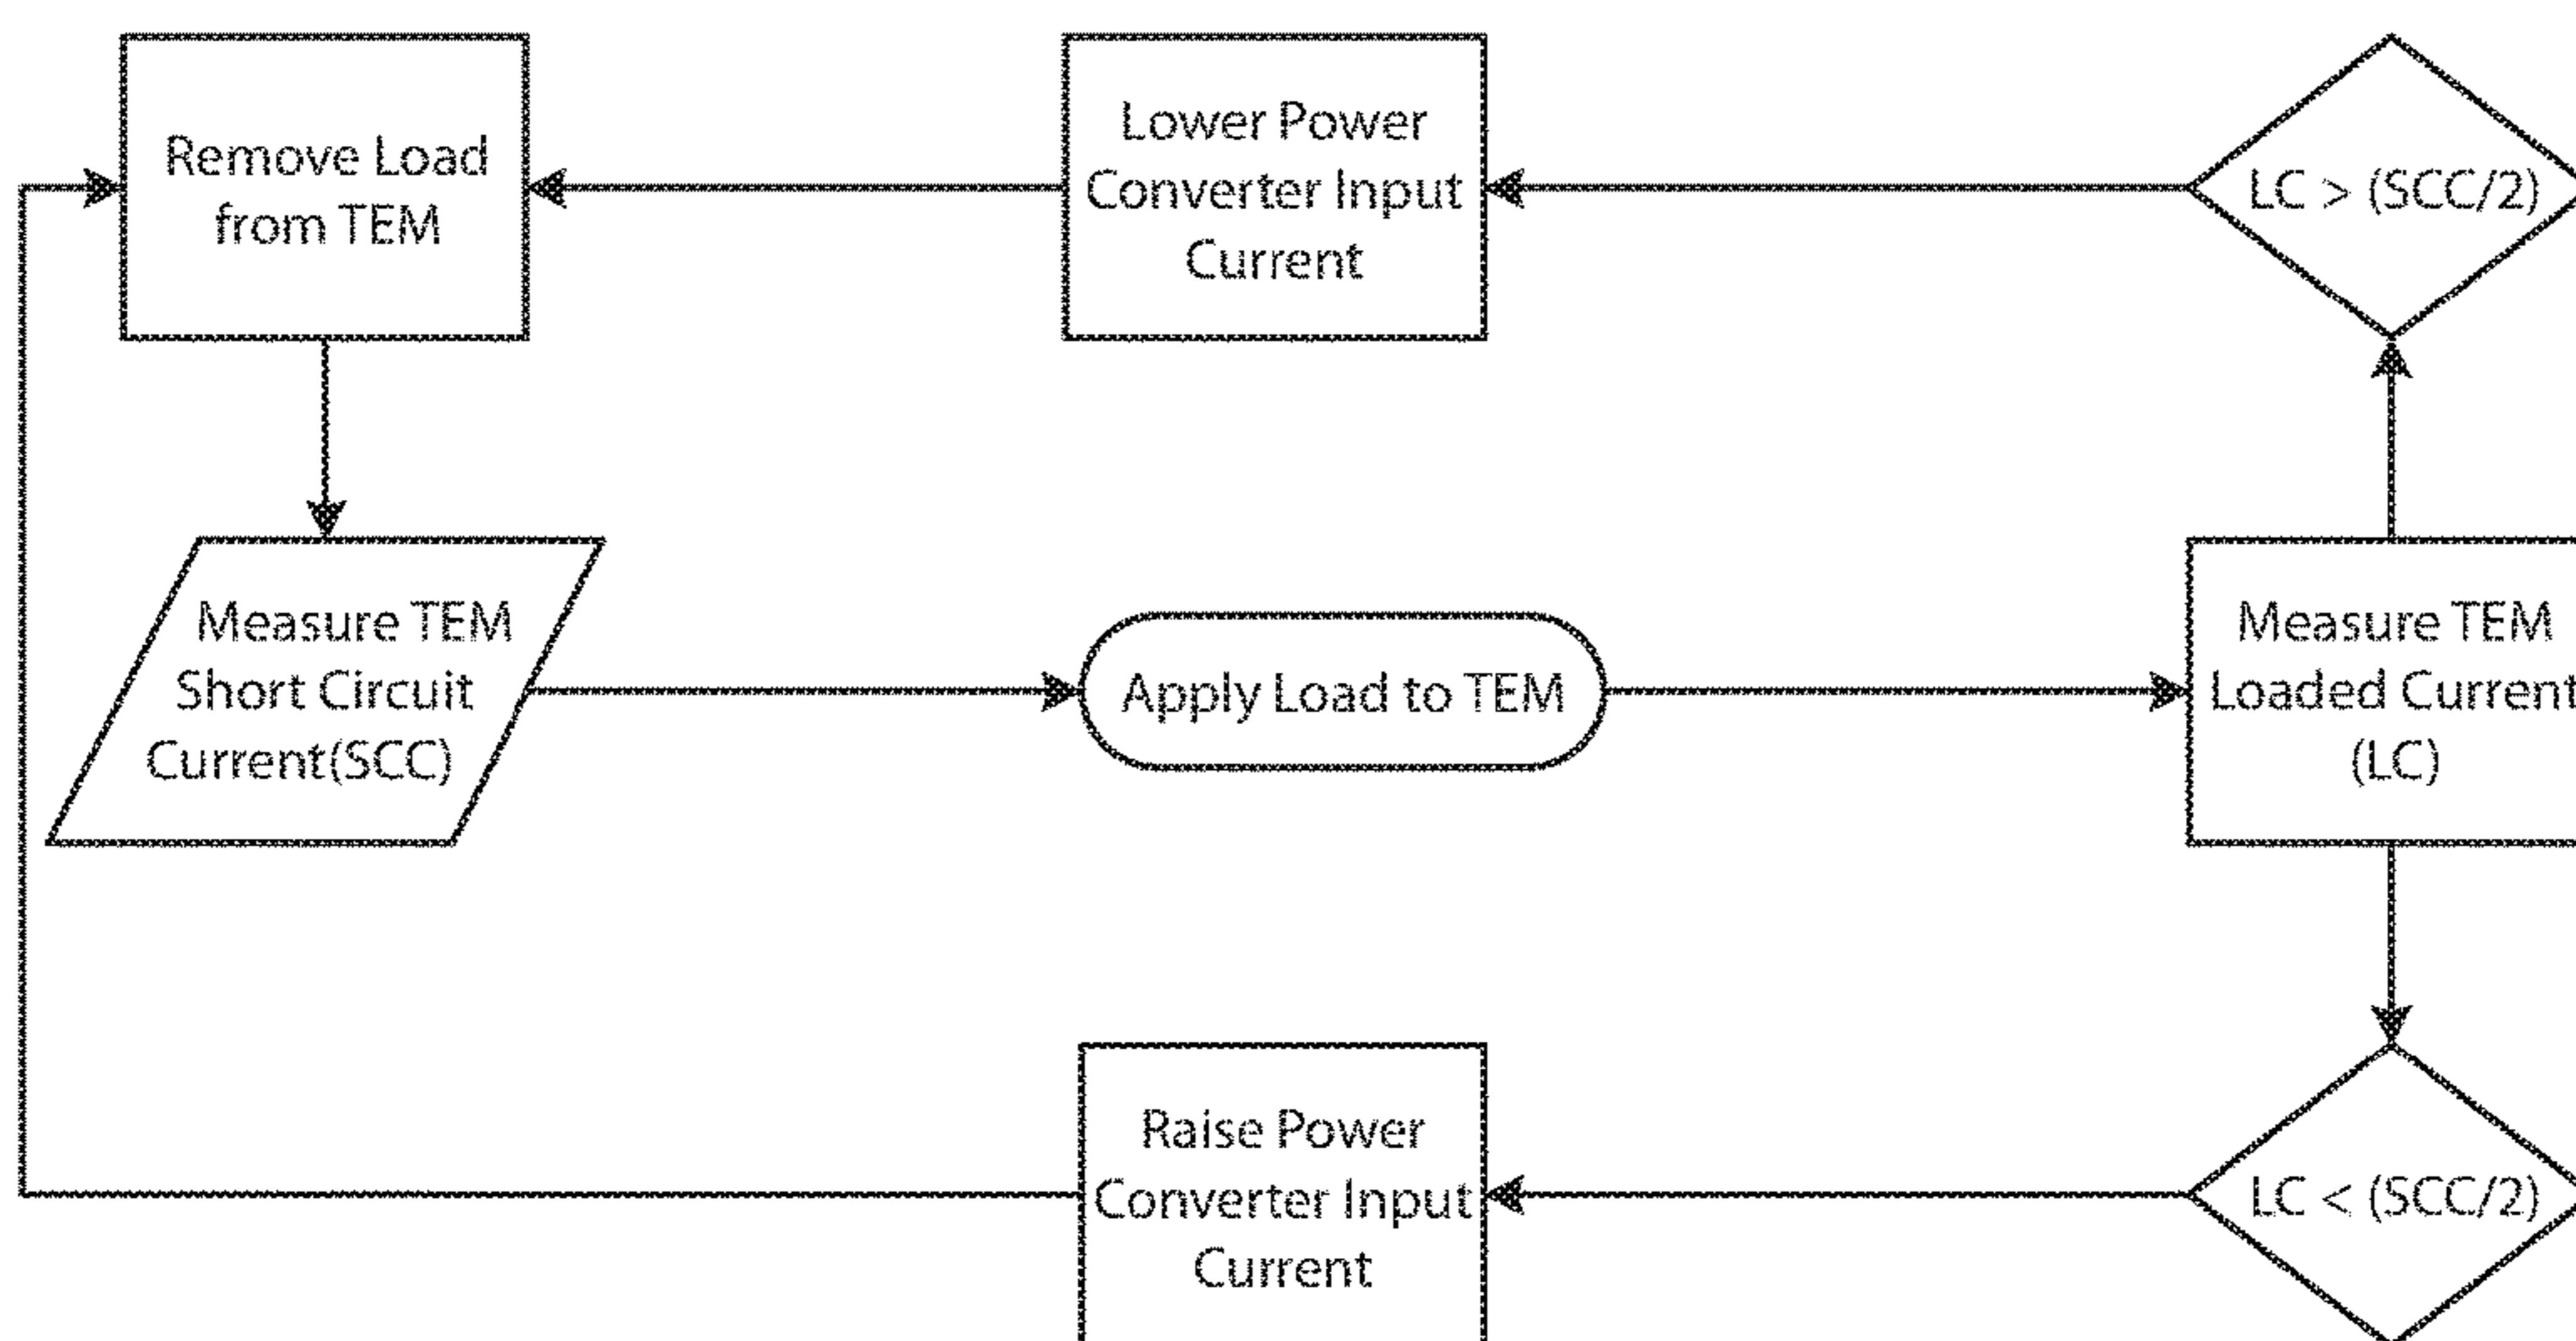 Remove Load
from TEM
Lower Power
Converter Input
Current
LC > (SCC/2)
Measure TEM
Short Circuit
Current(SCC)
Apply Load to TEM
Measure TEM
Loaded Current
(LC)
Raise Power
Converter Input
Current
LC < (SCC/2)